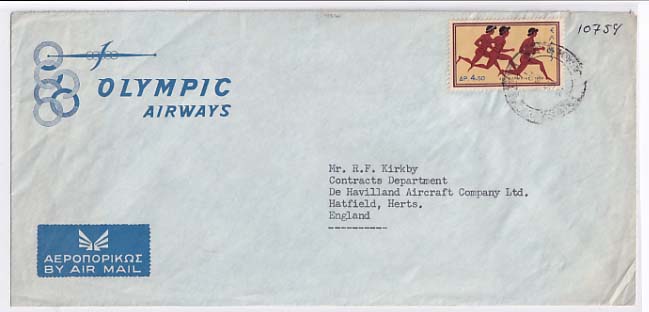 10754
ΔΡ. 4.50
OLYMPIC
AIRWAYS
Mr. R.F. Kirkby
Contracts Department
De Havilland Aircraft Company Ltd.
Hatfield, Herts.
England
ΑΕΡΟΠΟΡΙΚΩΣ
BY AIR MAIL